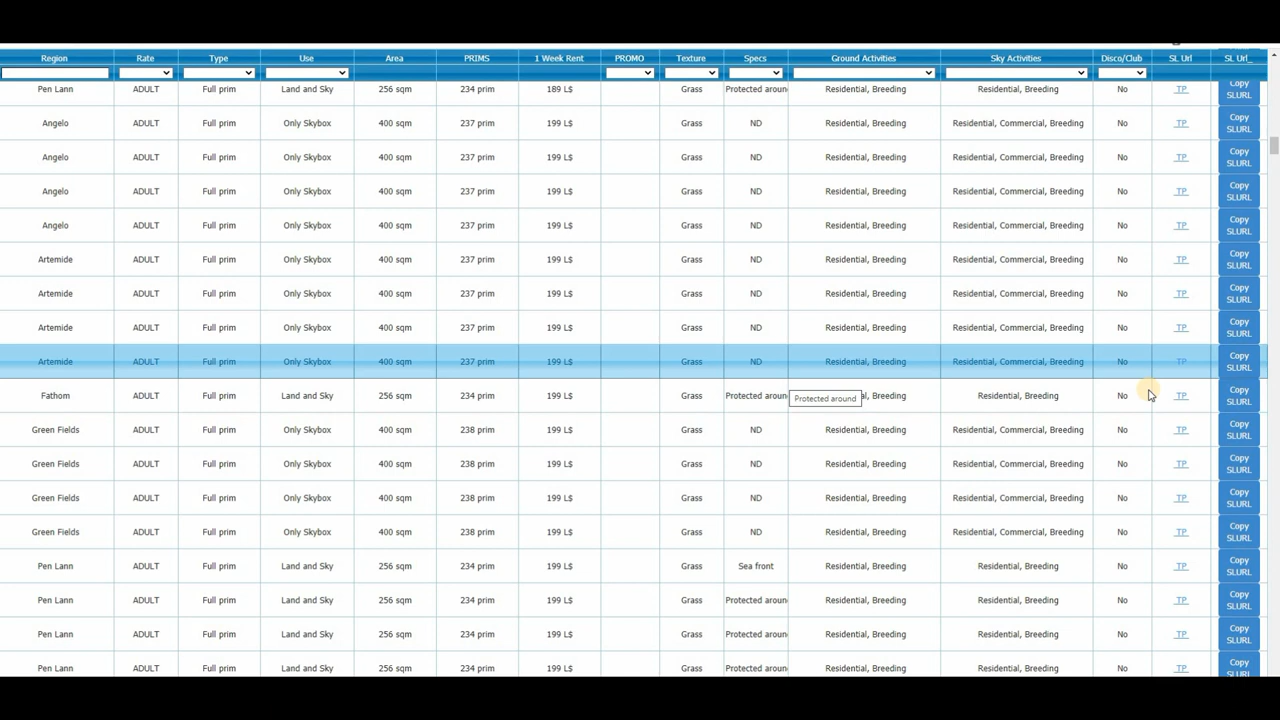 Region Rate Type Use Area PRIMS 1 Week Rent PROMO Texture Specs Ground Activities Sky Activities Disco/Club SL Url SL Url_
Pen Lann ADULT Full prim Land and Sky 256 sqm 234 prim 189 L$ Grass Protected around Residential, Breeding Residential, Breeding No TP Copy SLURL
Angelo ADULT Full prim Only Skybox 400 sqm 237 prim 199 L$ Grass ND Residential, Breeding Residential, Commercial, Breeding No TP Copy SLURL
Angelo ADULT Full prim Only Skybox 400 sqm 237 prim 199 L$ Grass ND Residential, Breeding Residential, Commercial, Breeding No TP Copy SLURL
Angelo ADULT Full prim Only Skybox 400 sqm 237 prim 199 L$ Grass ND Residential, Breeding Residential, Commercial, Breeding No TP Copy SLURL
Angelo ADULT Full prim Only Skybox 400 sqm 237 prim 199 L$ Grass ND Residential, Breeding Residential, Commercial, Breeding No TP Copy SLURL
Artemide ADULT Full prim Only Skybox 400 sqm 237 prim 199 L$ Grass ND Residential, Breeding Residential, Commercial, Breeding No TP Copy SLURL
Artemide ADULT Full prim Only Skybox 400 sqm 237 prim 199 L$ Grass ND Residential, Breeding Residential, Commercial, Breeding No TP Copy SLURL
Artemide ADULT Full prim Only Skybox 400 sqm 237 prim 199 L$ Grass ND Residential, Breeding Residential, Commercial, Breeding No TP Copy SLURL
Artemide ADULT Full prim Only Skybox 400 sqm 237 prim 199 L$ Grass ND Residential, Breeding Residential, Commercial, Breeding No TP Copy SLURL
Fathom ADULT Full prim Land and Sky 256 sqm 234 prim 199 L$ Grass Protected aroun Protected around al, Breeding Residential, Breeding No TP Copy SLURL
Green Fields ADULT Full prim Only Skybox 400 sqm 238 prim 199 L$ Grass ND Residential, Breeding Residential, Commercial, Breeding No TP Copy SLURL
Green Fields ADULT Full prim Only Skybox 400 sqm 238 prim 199 L$ Grass ND Residential, Breeding Residential, Commercial, Breeding No TP Copy SLURL
Green Fields ADULT Full prim Only Skybox 400 sqm 238 prim 199 L$ Grass ND Residential, Breeding Residential, Commercial, Breeding No TP Copy SLURL
Green Fields ADULT Full prim Only Skybox 400 sqm 238 prim 199 L$ Grass ND Residential, Breeding Residential, Commercial, Breeding No TP Copy SLURL
Pen Lann ADULT Full prim Land and Sky 256 sqm 234 prim 199 L$ Grass Sea front Residential, Breeding Residential, Breeding No TP Copy SLURL
Pen Lann ADULT Full prim Land and Sky 256 sqm 234 prim 199 L$ Grass Protected aroun Residential, Breeding Residential, Breeding No TP Copy SLURL
Pen Lann ADULT Full prim Land and Sky 256 sqm 234 prim 199 L$ Grass Protected aroun Residential, Breeding Residential, Breeding No TP Copy SLURL
Pen Lann ADULT Full prim Land and Sky 256 sqm 234 prim 199 L$ Grass Protected aroun Residential, Breeding Residential, Breeding No TP Copy SLURL